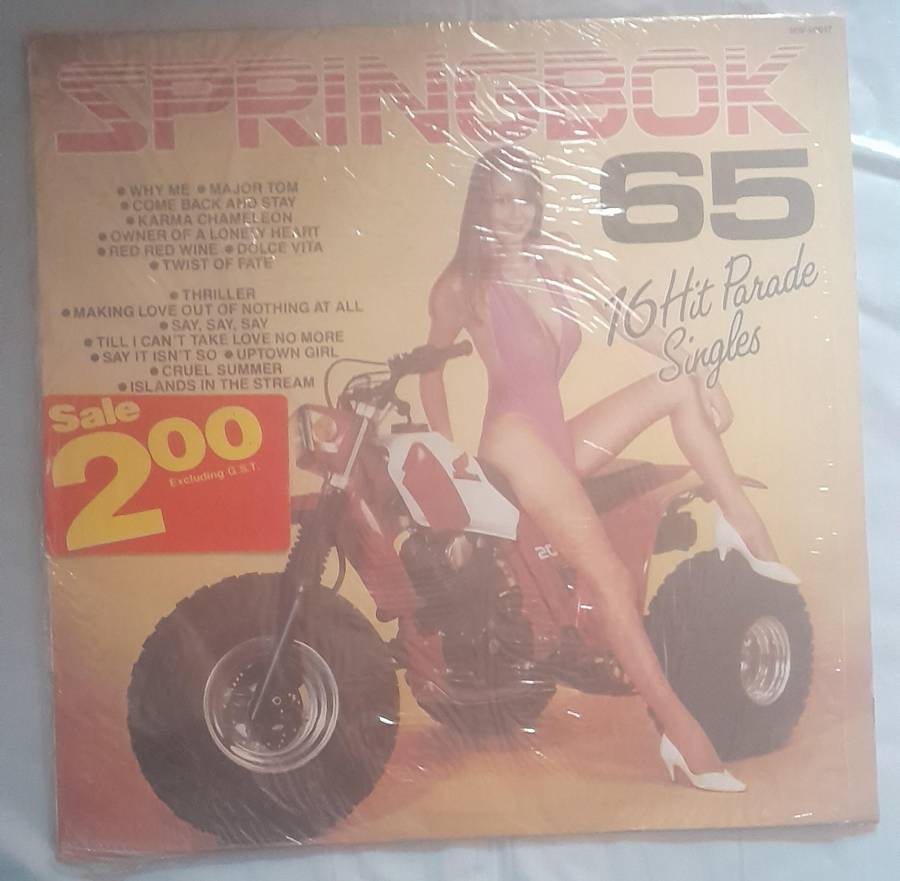 SPRINGBOK
65
16 Hit Parade
Singles
• WHY ME • MAJOR TOM
• COME BACK AND STAY
• KARMA CHAMELEON
• OWNER OF A LONELY HEART
• RED RED WINE • DOLCE VITA
• TWIST OF FATE
• THRILLER
• MAKING LOVE OUT OF NOTHING AT ALL
• SAY, SAY, SAY
• TILL I CAN'T TAKE LOVE NO MORE
• SAY IT ISN'T SO • UPTOWN GIRL
• CRUEL SUMMER
• ISLANDS IN THE STREAM
Sale
2.00
Excluding G.S.T.